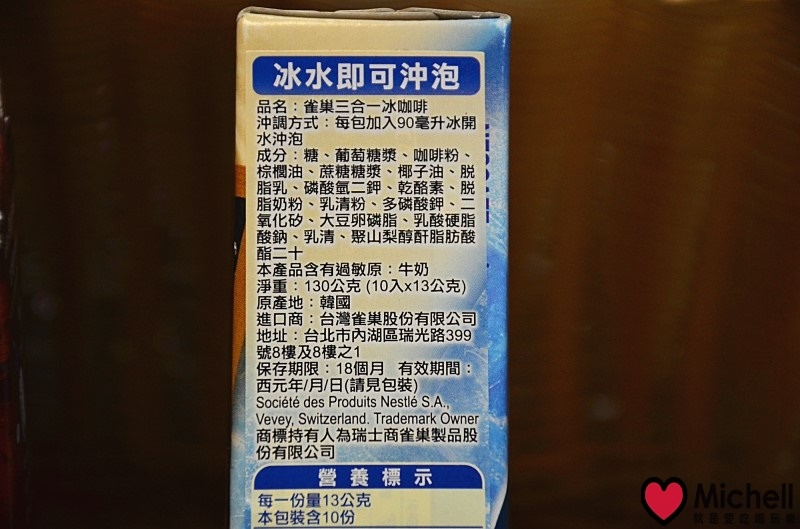 冰水即可沖泡
品名：雀巢三合一冰咖啡
沖調方式：每包加入90毫升冰開
水沖泡
成分：糖、葡萄糖漿、咖啡粉、
棕櫚油、蔗糖糖漿、椰子油、脱
脂乳、磷酸氫二鉀、乾酪素、脱
脂奶粉、乳清粉、多磷酸鉀、二
氧化矽、大豆卵磷脂、乳酸硬脂
酸鈉、乳清、聚山梨醇酐脂肪酸
酯二十
本產品含有過敏原：牛奶
淨重：130公克 (10入x13公克)
原產地：韓國
進口商：台灣雀巢股份有限公司
地址：台北市內湖區瑞光路399
號8樓及8樓之1
保存期限：18個月 有效期間：
西元年/月/日(請見包裝)
Société des Produits Nestlé S.A.,
Vevey, Switzerland. Trademark Owner
商標持有人為瑞士商雀巢製品股
份有限公司
營養標示
每一份量13公克
本包裝含10份
Michell